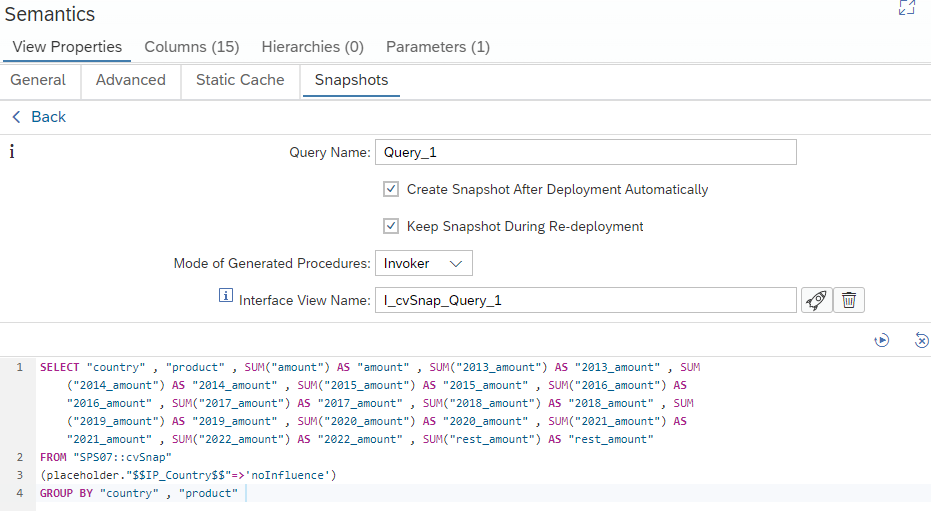 Semantics
View Properties Columns (15) Hierarchies (0) Parameters (1)
General Advanced Static Cache Snapshots
Back
i Query Name: Query_1
Create Snapshot After Deployment Automatically
Keep Snapshot During Re-deployment
Mode of Generated Procedures: Invoker
i Interface View Name: I_cvSnap_Query_1
1 SELECT "country" , "product" , SUM("amount") AS "amount" , SUM("2013_amount") AS "2013_amount" , SUM
("2014_amount") AS "2014_amount" , SUM("2015_amount") AS "2015_amount" , SUM("2016_amount") AS
"2016_amount" , SUM("2017_amount") AS "2017_amount" , SUM("2018_amount") AS "2018_amount" , SUM
("2019_amount") AS "2019_amount" , SUM("2020_amount") AS "2020_amount" , SUM("2021_amount") AS
"2021_amount" , SUM("2022_amount") AS "2022_amount" , SUM("rest_amount") AS "rest_amount"
2 FROM "SPS07::cvSnap"
3 (placeholder."$$IP_Country$$"=>'noInfluence')
4 GROUP BY "country" , "product"